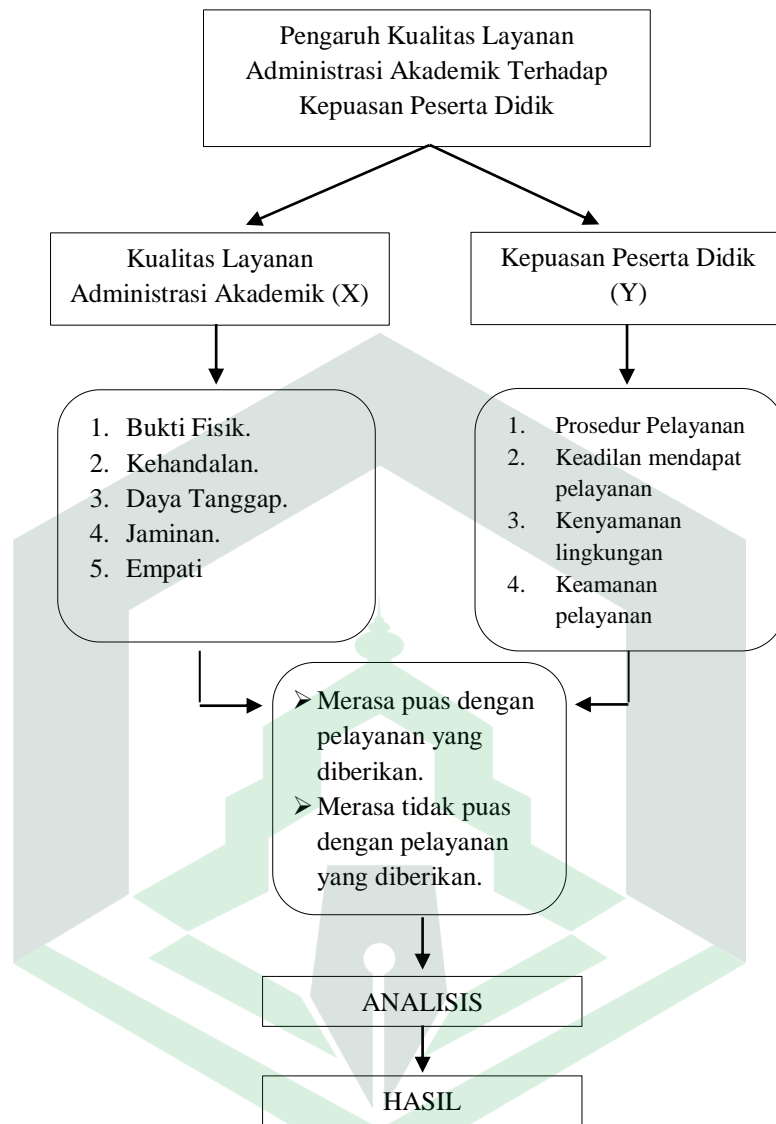 Pengaruh Kualitas Layanan
Administrasi Akademik Terhadap
Kepuasan Peserta Didik
Kualitas Layanan
Administrasi Akademik (X)
Kepuasan Peserta Didik
(Y)
1. Bukti Fisik.
2. Kehandalan.
3. Daya Tanggap.
4. Jaminan.
5. Empati
1. Prosedur Pelayanan
2. Keadilan mendapat
pelayanan
3. Kenyamanan
lingkungan
4. Keamanan
pelayanan
➢ Merasa puas dengan
pelayanan yang
diberikan.
➢ Merasa tidak puas
dengan pelayanan
yang diberikan.
ANALISIS
HASIL